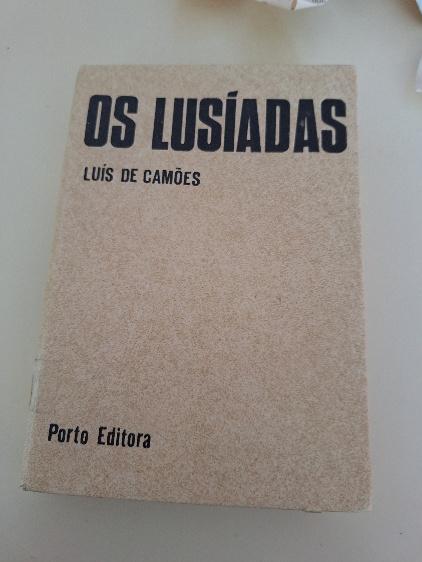 OS LUSÍADAS
LUÍS DE CAMÕES
Porto Editora